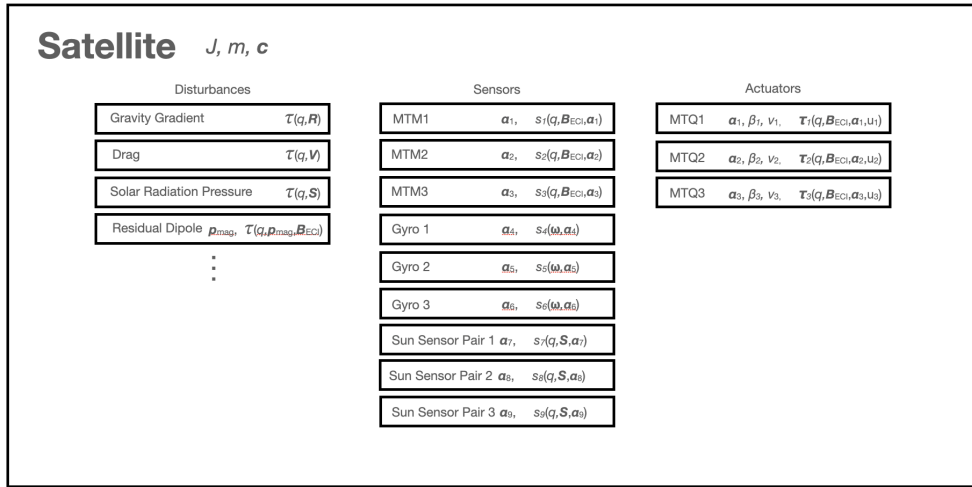 Satellite J, m, c
Disturbances
Gravity Gradient τ(q,R)
Drag τ(q,V)
Solar Radiation Pressure τ(q,S)
Residual Dipole pmag, τ(q,pmag,BECI)
Sensors
MTM1 α1, s1(q,BECI,α1)
MTM2 α2, s2(q,BECI,α2)
MTM3 α3, s3(q,BECI,α3)
Gyro 1 α4, s4(ω,α4)
Gyro 2 α5, s5(ω,α5)
Gyro 3 α6, s6(ω,α6)
Sun Sensor Pair 1 α7, s7(q,S,α7)
Sun Sensor Pair 2 α8, s8(q,S,α8)
Sun Sensor Pair 3 α9, s9(q,S,α9)
Actuators
MTQ1 α1, β1, v1, τ1(q,BECI,α1,u1)
MTQ2 α2, β2, v2, τ2(q,BECI,α2,u2)
MTQ3 α3, β3, v3, τ3(q,BECI,α3,u3)